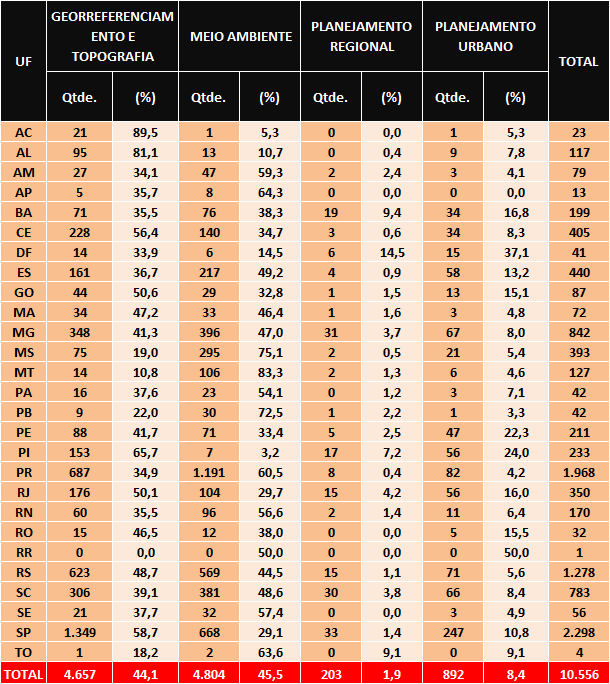 UF GEORREFERENCIAM ENTO E TOPOGRAFIA MEIO AMBIENTE PLANEJAMENTO REGIONAL PLANEJAMENTO URBANO TOTAL
Qtde. (%) Qtde. (%) Qtde. (%) Qtde. (%)
AC 21 89,5 1 5,3 0 0,0 1 5,3 23
AL 95 81,1 13 10,7 0 0,4 9 7,8 117
AM 27 34,1 47 59,3 2 2,4 3 4,1 79
AP 5 35,7 8 64,3 0 0,0 0 0,0 13
BA 71 35,5 76 38,3 19 9,4 34 16,8 199
CE 228 56,4 140 34,7 3 0,6 34 8,3 405
DF 14 33,9 6 14,5 6 14,5 15 37,1 41
ES 161 36,7 217 49,2 4 0,9 58 13,2 440
GO 44 50,6 29 32,8 1 1,5 13 15,1 87
MA 34 47,2 33 46,4 1 1,6 3 4,8 72
MG 348 41,3 396 47,0 31 3,7 67 8,0 842
MS 75 19,0 295 75,1 2 0,5 21 5,4 393
MT 14 10,8 106 83,3 2 1,3 6 4,6 127
PA 16 37,6 23 54,1 0 1,2 3 7,1 42
PB 9 22,0 30 72,5 1 2,2 1 3,3 42
PE 88 41,7 71 33,4 5 2,5 47 22,3 211
PI 153 65,7 7 3,2 17 7,2 56 24,0 233
PR 687 34,9 1.191 60,5 8 0,4 82 4,2 1.968
RJ 176 50,1 104 29,7 15 4,2 56 16,0 350
RN 60 35,5 96 56,6 2 1,4 11 6,4 170
RO 15 46,5 12 38,0 0 0,0 5 15,5 32
RR 0 0,0 0 50,0 0 0,0 0 50,0 1
RS 623 48,7 569 44,5 15 1,1 71 5,6 1.278
SC 306 39,1 381 48,6 30 3,8 66 8,4 783
SE 21 37,7 32 57,4 0 0,0 3 4,9 56
SP 1.349 58,7 668 29,1 33 1,4 247 10,8 2.298
TO 1 18,2 2 63,6 0 9,1 0 9,1 4
TOTAL 4.657 44,1 4.804 45,5 203 1,9 892 8,4 10.556